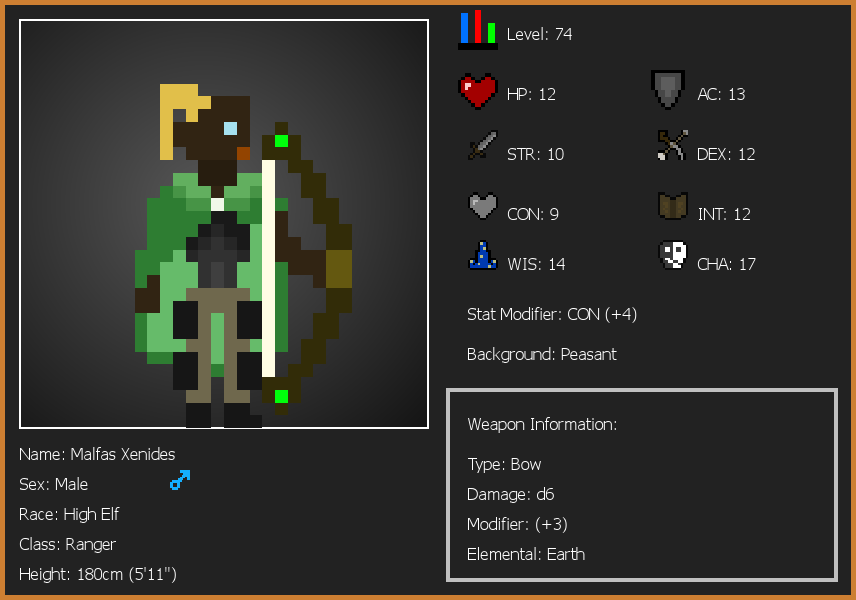 Level: 74
HP: 12
AC: 13
STR: 10
DEX: 12
CON: 9
INT: 12
WIS: 14
CHA: 17
Stat Modifier: CON (+4)
Background: Peasant
Weapon Information:
Type: Bow
Damage: d6
Modifier: (+3)
Elemental: Earth
Name: Malfas Xenides
Sex: Male
Race: High Elf
Class: Ranger
Height: 180cm (5'11")